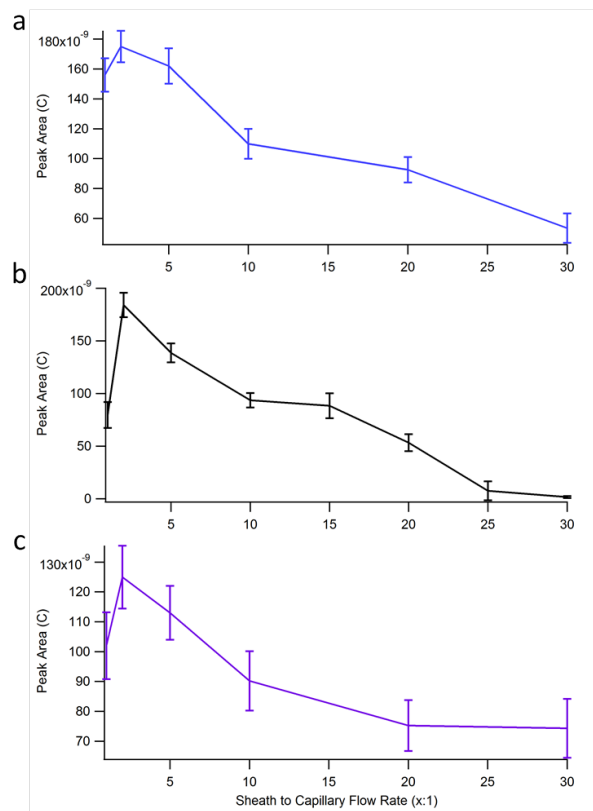 a
180x10⁻⁹
160
140
120
100
80
60
Peak Area (C)
5 10 15 20 25 30
b
200x10⁻⁹
150
100
50
0
Peak Area (C)
5 10 15 20 25 30
c
130x10⁻⁹
120
110
100
90
80
70
Peak Area (C)
5 10 15 20 25 30
Sheath to Capillary Flow Rate (x:1)